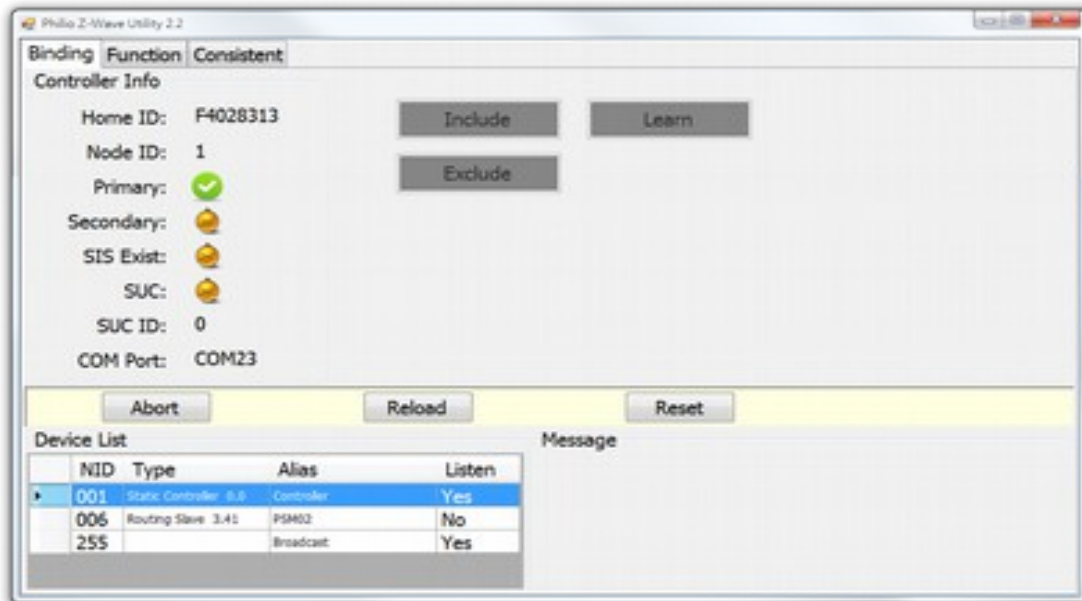 Philio Z-Wave Utility 2.2
Binding Function Consistent
Controller Info
Home ID: F4028313
Include Learn
Node ID: 1
Exclude
Primary:
Secondary:
SIS Exist:
SUC:
SUC ID: 0
COM Port: COM23
Abort Reload Reset
Device List Message
NID Type Alias Listen
001 Static Controller 0.0 Controller Yes
006 Routing Slave 3.41 PSM02 No
255 Broadcast Yes